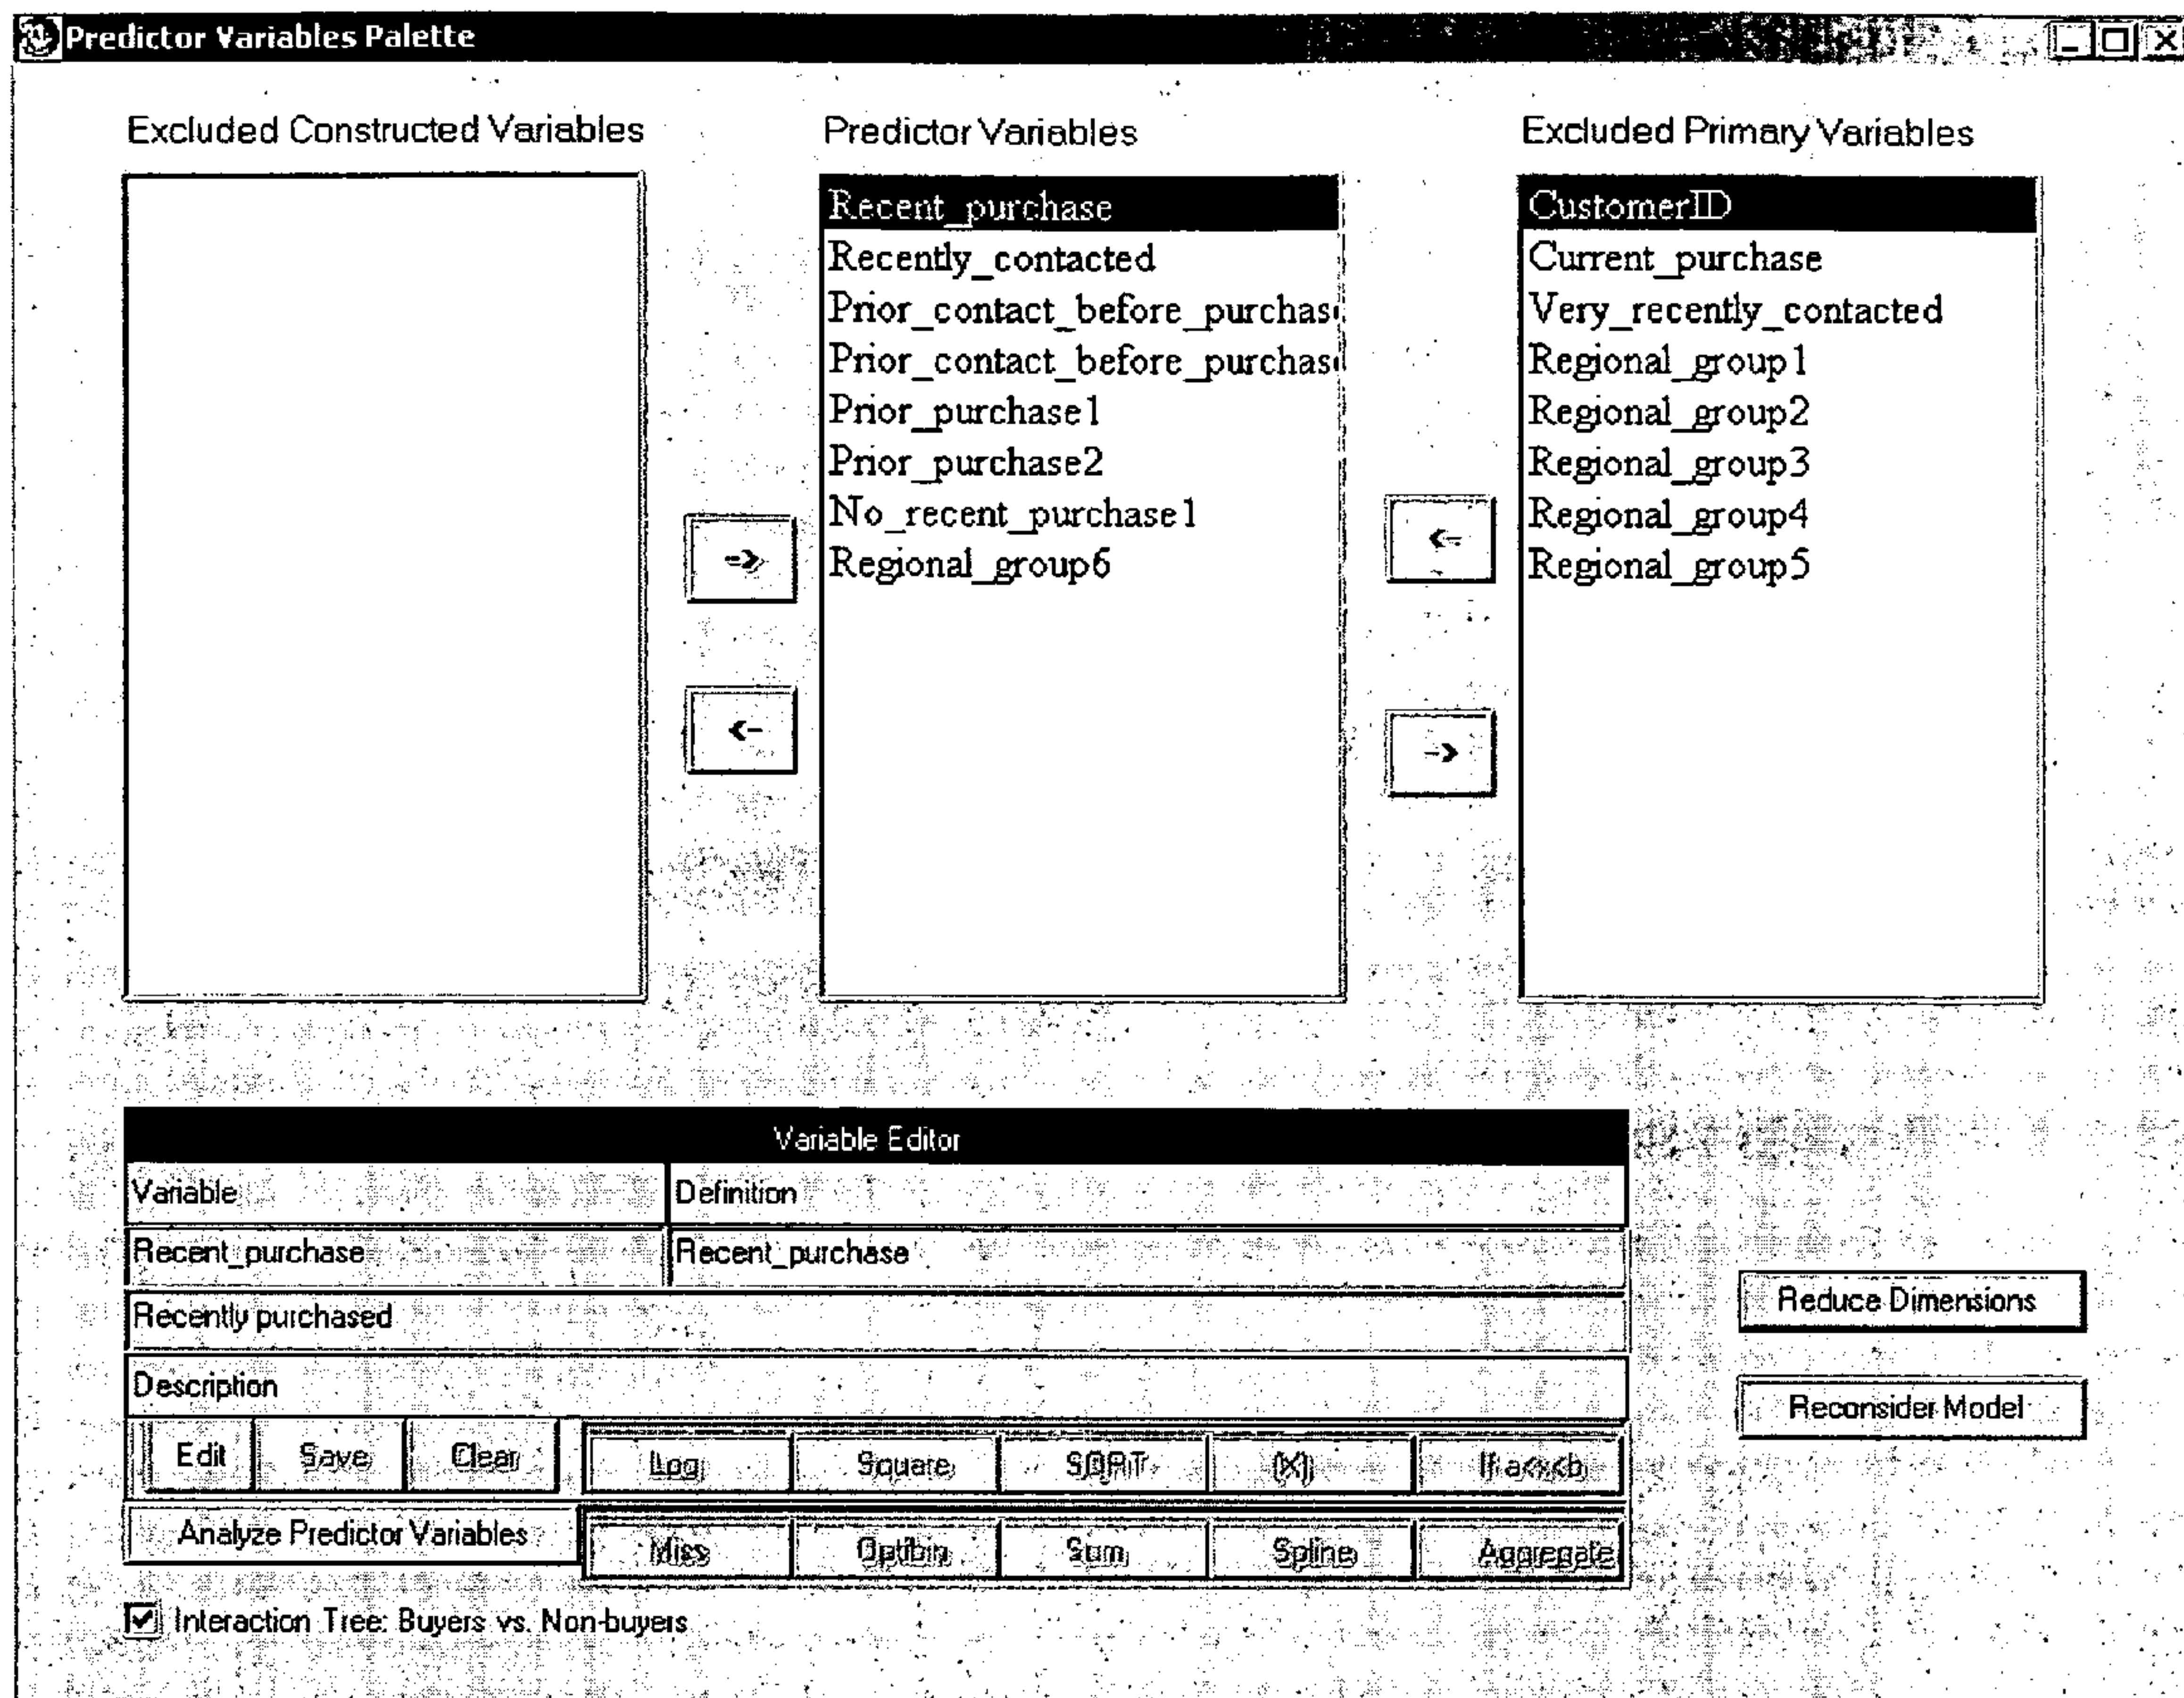 Predictor Variables Palette
Excluded Constructed Variables
Predictor Variables
Excluded Primary Variables
Recent_purchase
Recently_contacted
Prior_contact_before_purchas
Prior_contact_before_purchas
Prior_purchase1
Prior_purchase2
No_recent_purchase1
Regional_group6
CustomerID
Current_purchase
Very_recently_contacted
Regional_group1
Regional_group2
Regional_group3
Regional_group4
Regional_group5
=>
<-
<=
->
Variable Editor
Variable Definition
Recent_purchase Recent_purchase
Recently purchased
Description
Edit Save Clear Log Square SQRT (X) If a<x<b
Analyze Predictor Variables Miss Optibin Sum Spline Aggregate
Interaction Tree: Buyers vs. Non-buyers
Reduce Dimensions
Reconsider Model